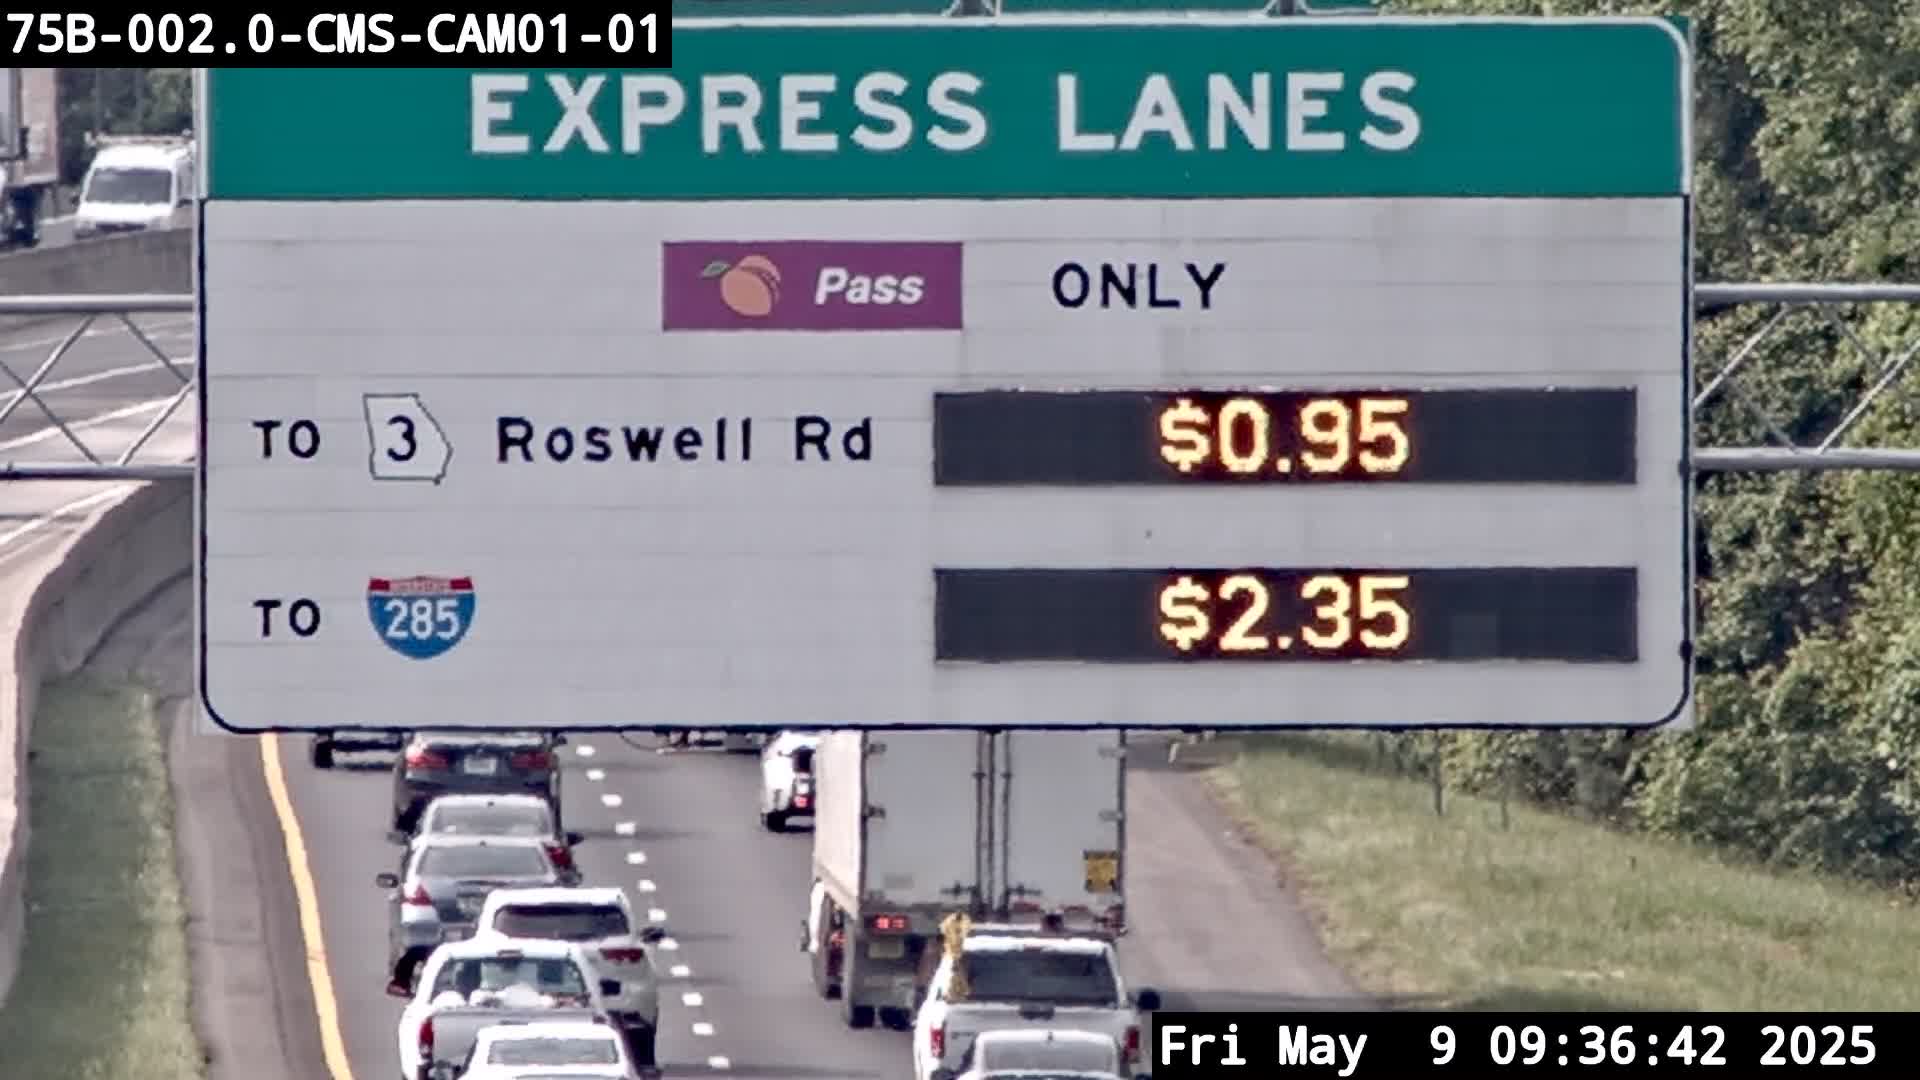 75B-002.0-CMS-CAM01-01
EXPRESS LANES
Pass ONLY
TO 3 Roswell Rd $0.95
TO INTERSTATE 285 $2.35
Fri May 9 09:36:42 2025